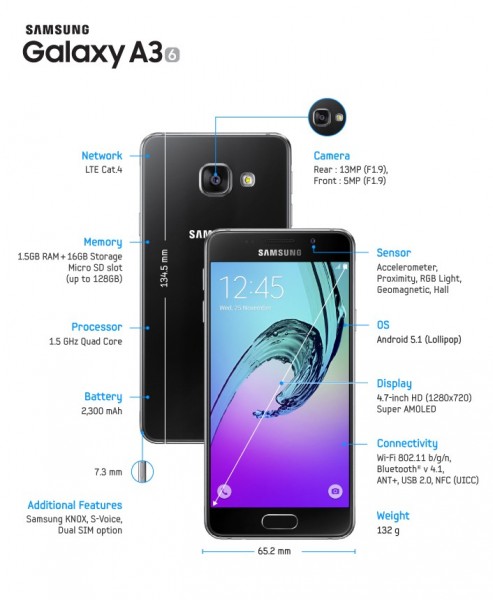 SAMSUNG
Galaxy A3 6
Network
LTE Cat.4
Camera
Rear : 13MP (F1.9),
Front : 5MP (F1.9)
Memory
1.5GB RAM + 16GB Storage
Micro SD slot
(up to 128GB)
134.5 mm
SAM
SAMSUNG
12:45
Sensor
Accelerometer,
Proximity, RGB Light,
Geomagnetic, Hall
Processor
1.5 GHz Quad Core
OS
Android 5.1 (Lollipop)
Battery
2,300 mAh
Display
4.7-inch HD (1280x720)
Super AMOLED
7.3 mm
Connectivity
Wi-Fi 802.11 b/g/n,
Bluetooth® v 4.1,
ANT+, USB 2.0, NFC (UICC)
Additional Features
Samsung KNOX, S-Voice,
Dual SIM option
Weight
132 g
65.2 mm